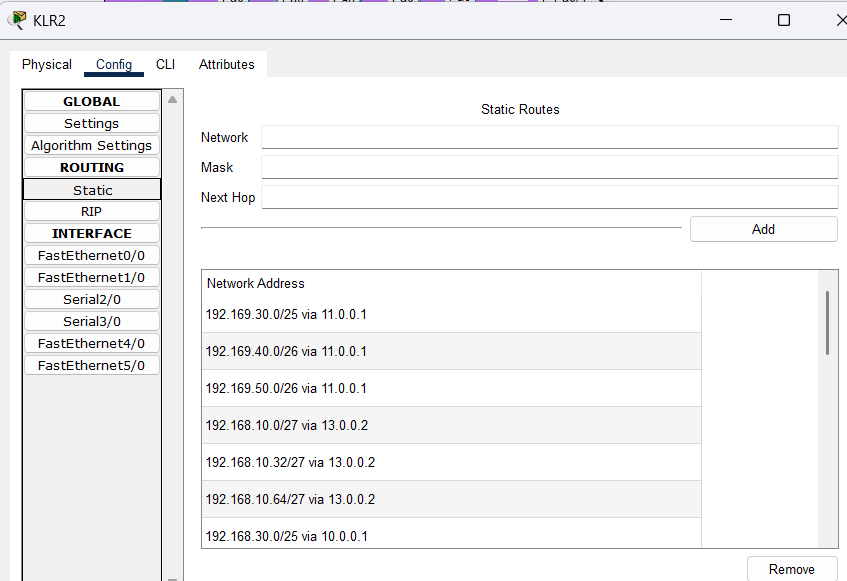 KLR2
Physical Config CLI Attributes
GLOBAL
Settings
Algorithm Settings
ROUTING
Static
RIP
INTERFACE
FastEthernet0/0
FastEthernet1/0
Serial2/0
Serial3/0
FastEthernet4/0
FastEthernet5/0
Static Routes
Network
Mask
Next Hop
Add
Network Address
192.169.30.0/25 via 11.0.0.1
192.169.40.0/26 via 11.0.0.1
192.169.50.0/26 via 11.0.0.1
192.168.10.0/27 via 13.0.0.2
192.168.10.32/27 via 13.0.0.2
192.168.10.64/27 via 13.0.0.2
192.168.30.0/25 via 10.0.0.1
Remove